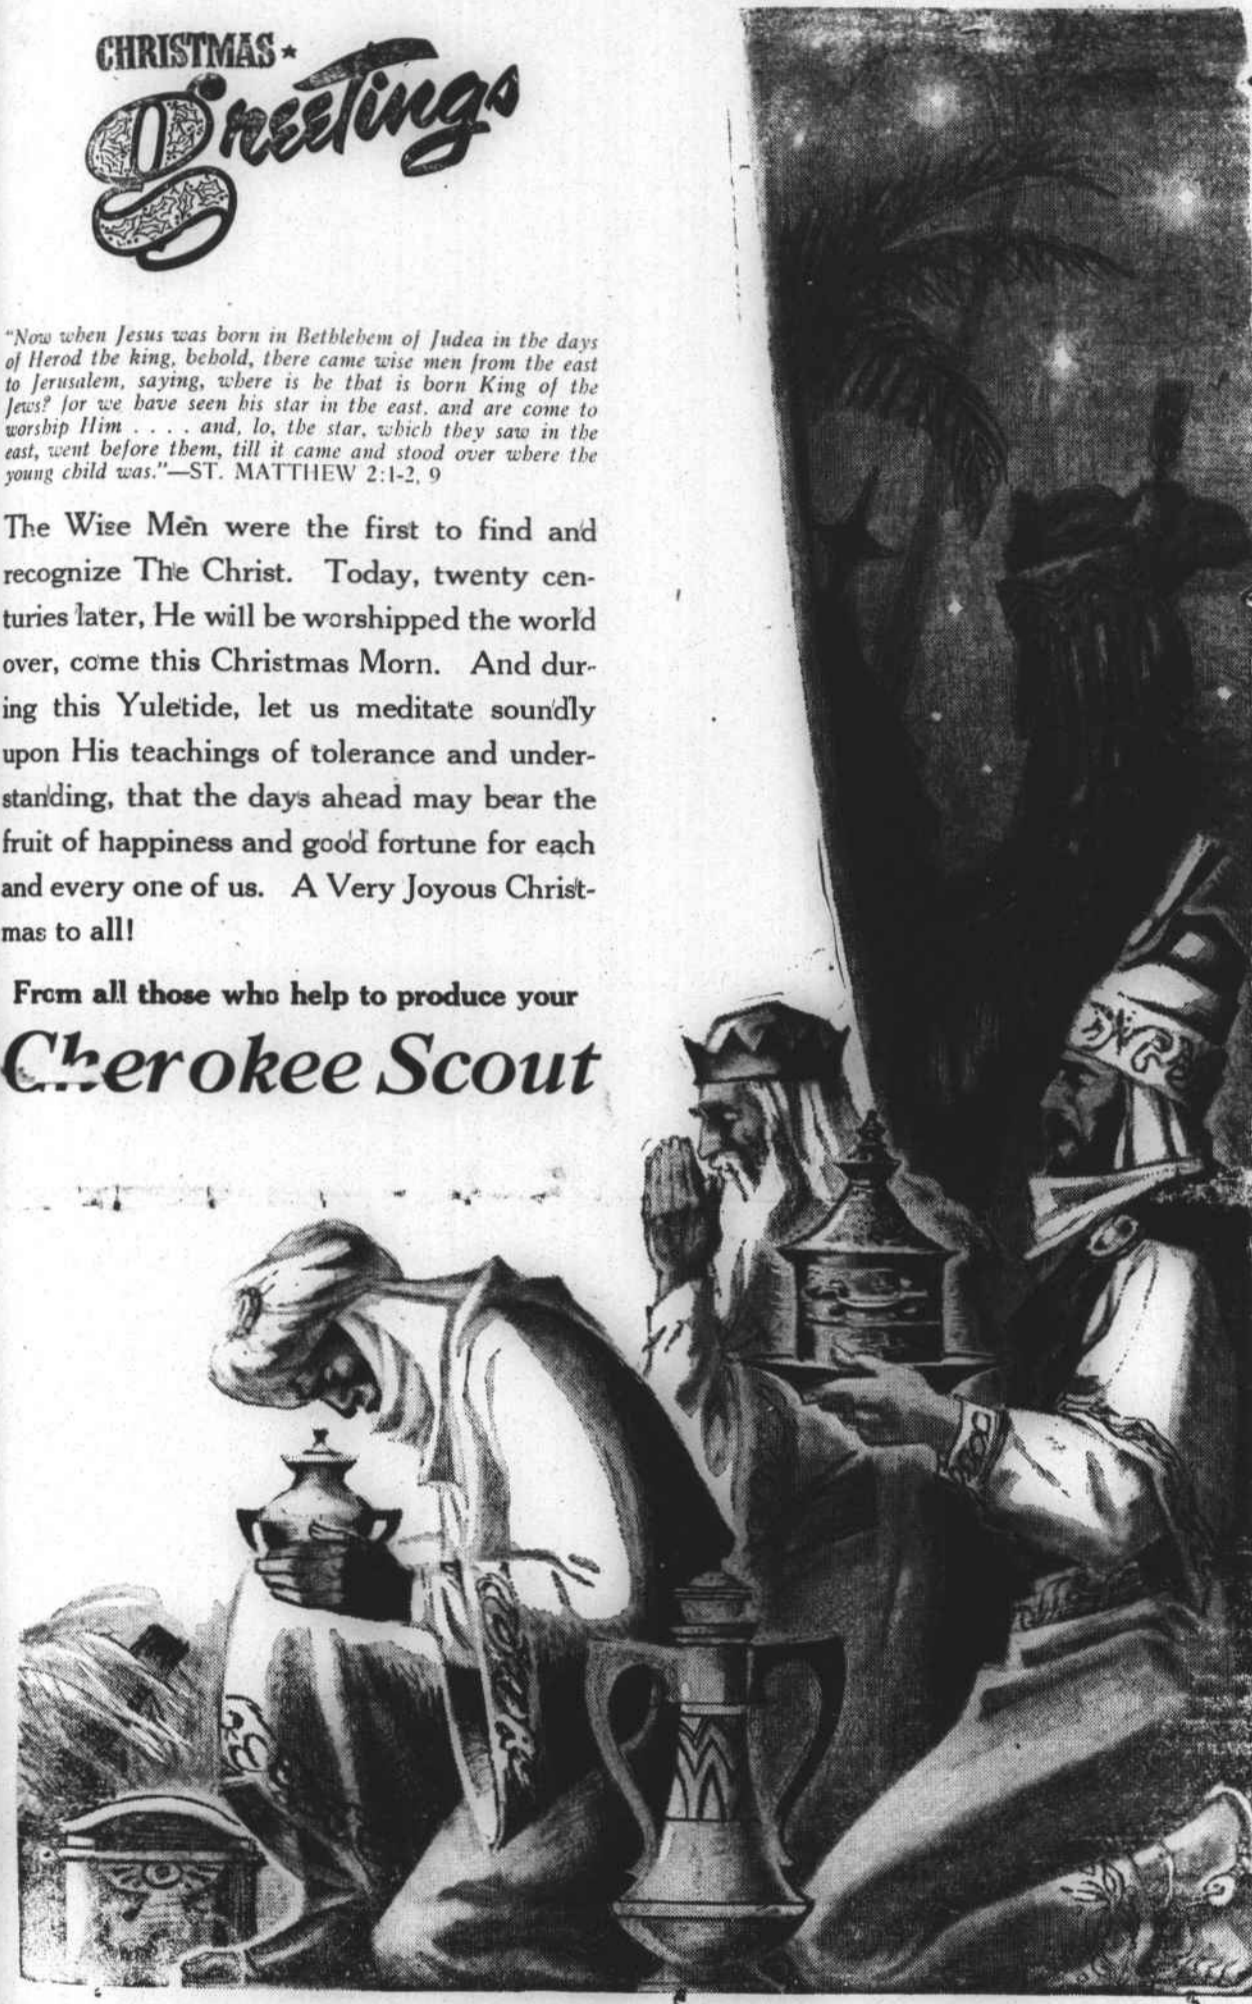 CHRISTMAS
Greetings
"Now when Jesus was born in Bethlehem of Judea in the days
of Herod the king, behold, there came wise men from the east
to Jerusalem, saying, where is he that is born King of the
Jews? for we have seen his star in the east, and are come to
worship Him . . . . and, lo, the star, which they saw in the
east, went before them, till it came and stood over where the
young child was."—ST. MATTHEW 2:1-2, 9
The Wise Men were the first to find and
recognize The Christ. Today, twenty cen-
turies later, He will be worshipped the world
over, come this Christmas Morn. And dur-
ing this Yuletide, let us meditate soundly
upon His teachings of tolerance and under-
standing, that the days ahead may bear the
fruit of happiness and good fortune for each
and every one of us. A Very Joyous Christ-
mas to all!
From all those who help to produce your
Cherokee Scout